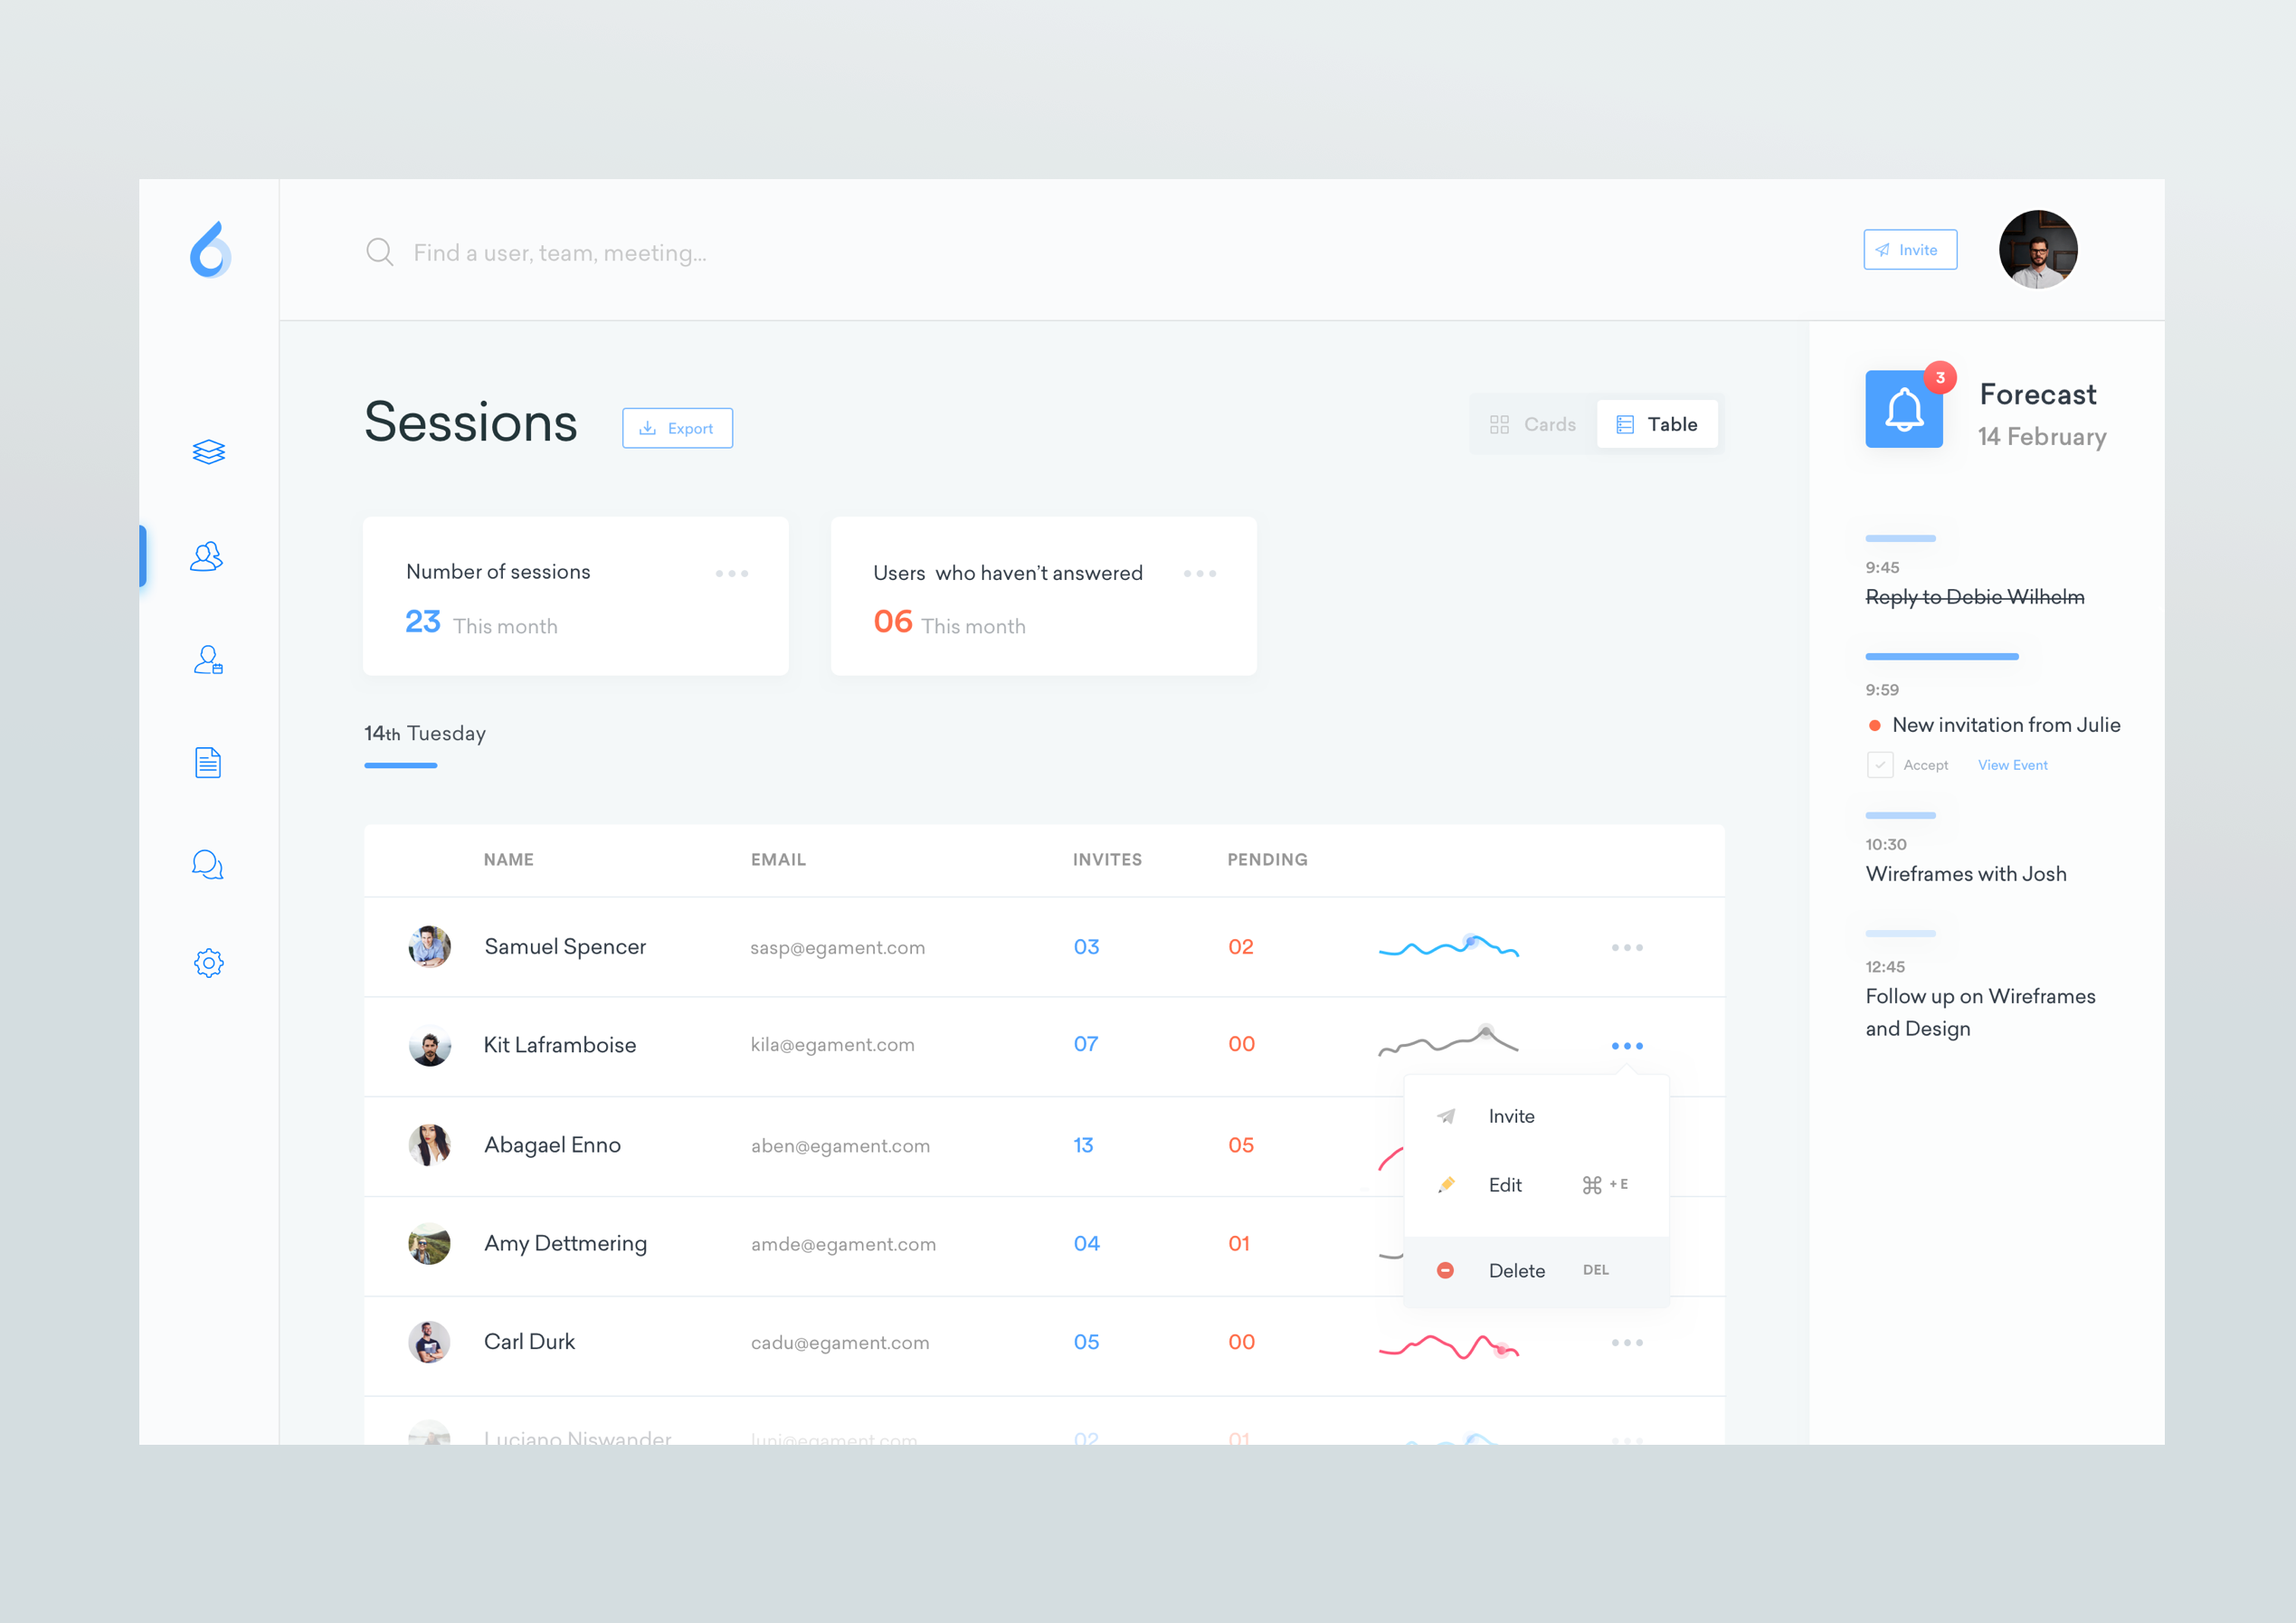 Find a user, team, meeting...
Invite
Sessions
Export
Cards
Table
Number of sessions
23 This month
Users who haven't answered
06 This month
14th Tuesday
NAME EMAIL INVITES PENDING
Samuel Spencer sasp@egament.com 03 02
Kit Laframboise kila@egament.com 07 00
Abagael Enno aben@egament.com 13 05
Amy Dettmering amde@egament.com 04 01
Carl Durk cadu@egament.com 05 00
Luciano Niswander luni@egament.com 02 01
Invite
Edit ⌘ + E
Delete DEL
3
Forecast
14 February
9:45
Reply to Debie Wilhelm
9:59
New invitation from Julie
Accept View Event
10:30
Wireframes with Josh
12:45
Follow up on Wireframes
and Design